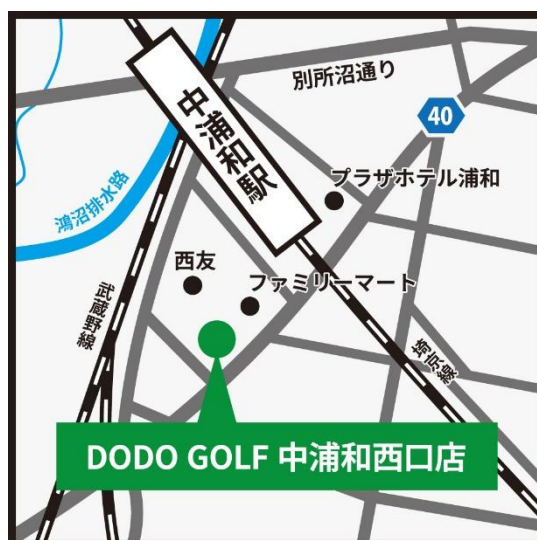 別所沼通り
40
中浦和駅
プラザホテル浦和
鴻沼排水路
西友
ファミリーマート
武蔵野線
埼京線
DODO GOLF 中浦和西口店